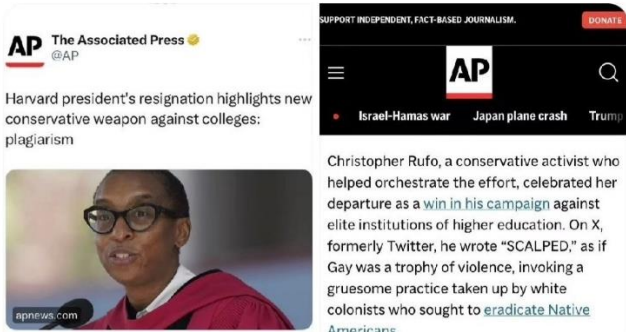 AP
The Associated Press
@AP
Harvard president's resignation highlights new
conservative weapon against colleges:
plagiarism
apnews.com
SUPPORT INDEPENDENT, FACT-BASED JOURNALISM.
DONATE
AP
Israel-Hamas war Japan plane crash Trump
Christopher Rufo, a conservative activist who
helped orchestrate the effort, celebrated her
departure as a win in his campaign against
elite institutions of higher education. On X,
formerly Twitter, he wrote “SCALPED,” as if
Gay was a trophy of violence, invoking a
gruesome practice taken up by white
colonists who sought to eradicate Native
Americans